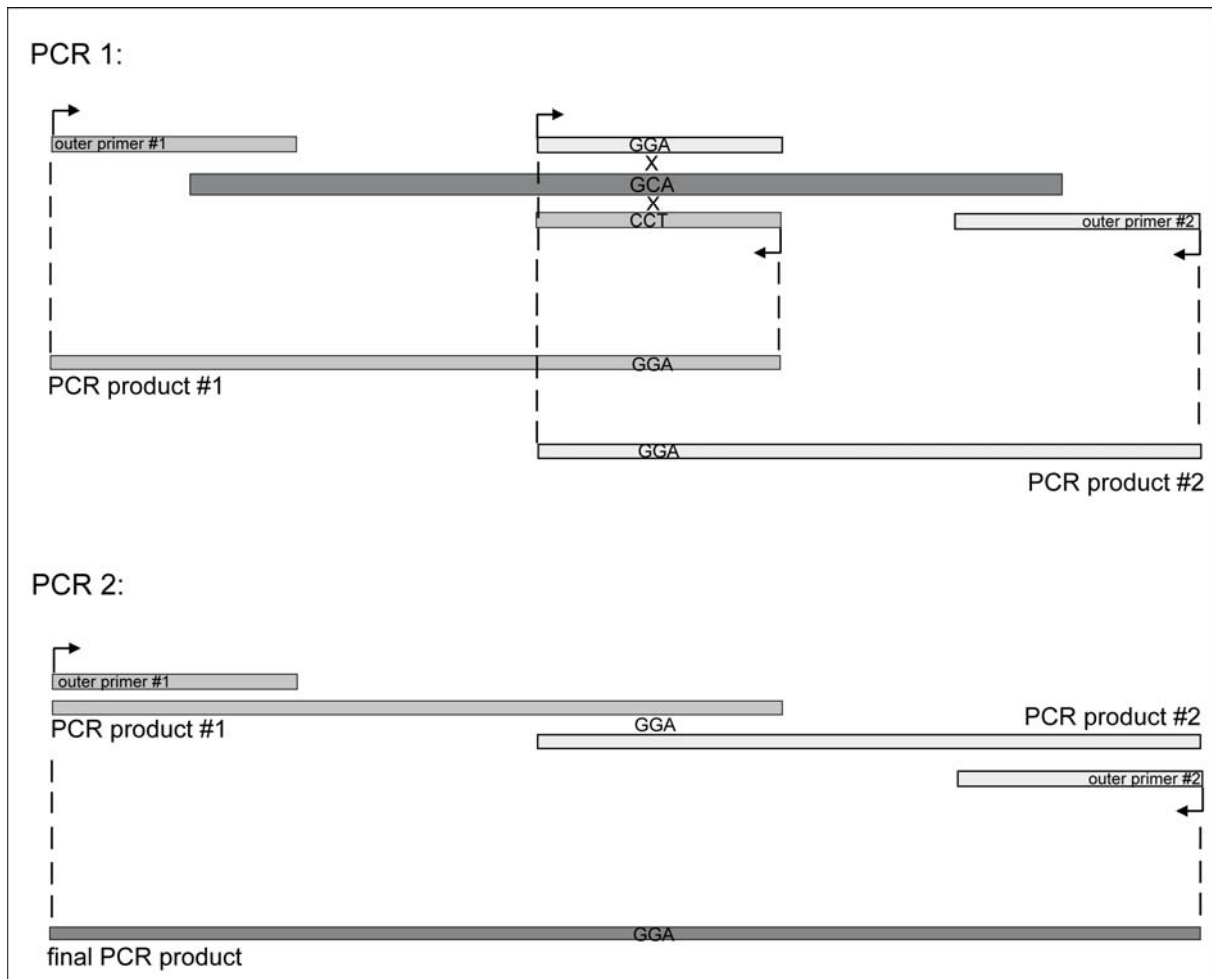 PCR 1:
outer primer #1
GGA
X
GCA
X
CCT
outer primer #2
GGA
PCR product #1
GGA
PCR product #2
PCR 2:
outer primer #1
PCR product #1
GGA
PCR product #2
outer primer #2
GGA
final PCR product